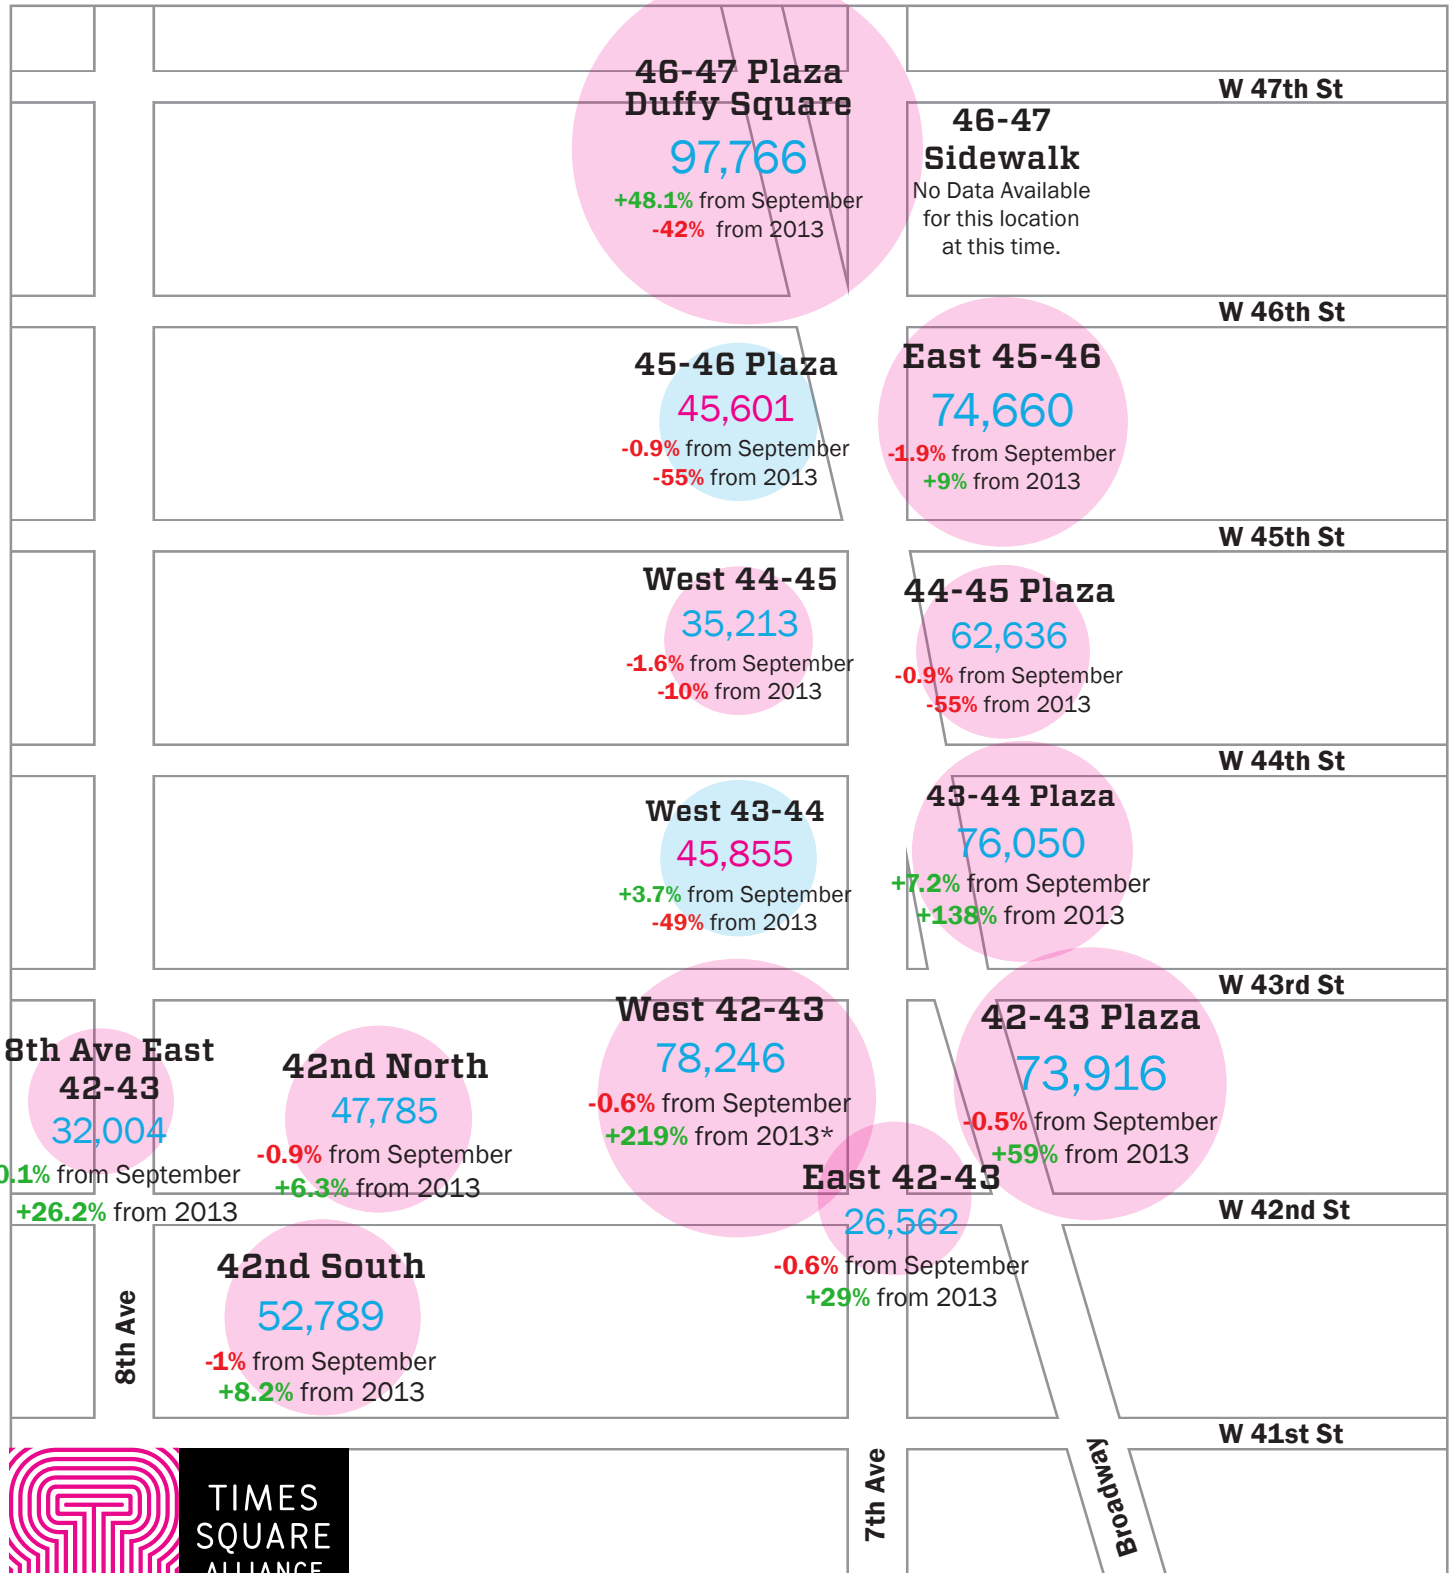 46-47 Plaza
Duffy Square
97,766
+48.1% from September
-42% from 2013
W 47th St
46-47
Sidewalk
No Data Available
for this location
at this time.
W 46th St
45-46 Plaza
45,601
-0.9% from September
-55% from 2013
East 45-46
74,660
-1.9% from September
+9% from 2013
W 45th St
West 44-45
35,213
-1.6% from September
-10% from 2013
44-45 Plaza
62,636
-0.9% from September
-55% from 2013
W 44th St
West 43-44
45,855
+3.7% from September
-49% from 2013
43-44 Plaza
76,050
+7.2% from September
+138% from 2013
W 43rd St
8th Ave East
42-43
32,004
0.1% from September
+26.2% from 2013
42nd North
47,785
-0.9% from September
+6.3% from 2013
West 42-43
78,246
-0.6% from September
+219% from 2013*
42-43 Plaza
73,916
-0.5% from September
+59% from 2013
East 42-43
26,562
-0.6% from September
+29% from 2013
W 42nd St
42nd South
52,789
-1% from September
+8.2% from 2013
8th Ave
W 41st St
7th Ave
Broadway
TIMES
SQUARE
ALLIANCE